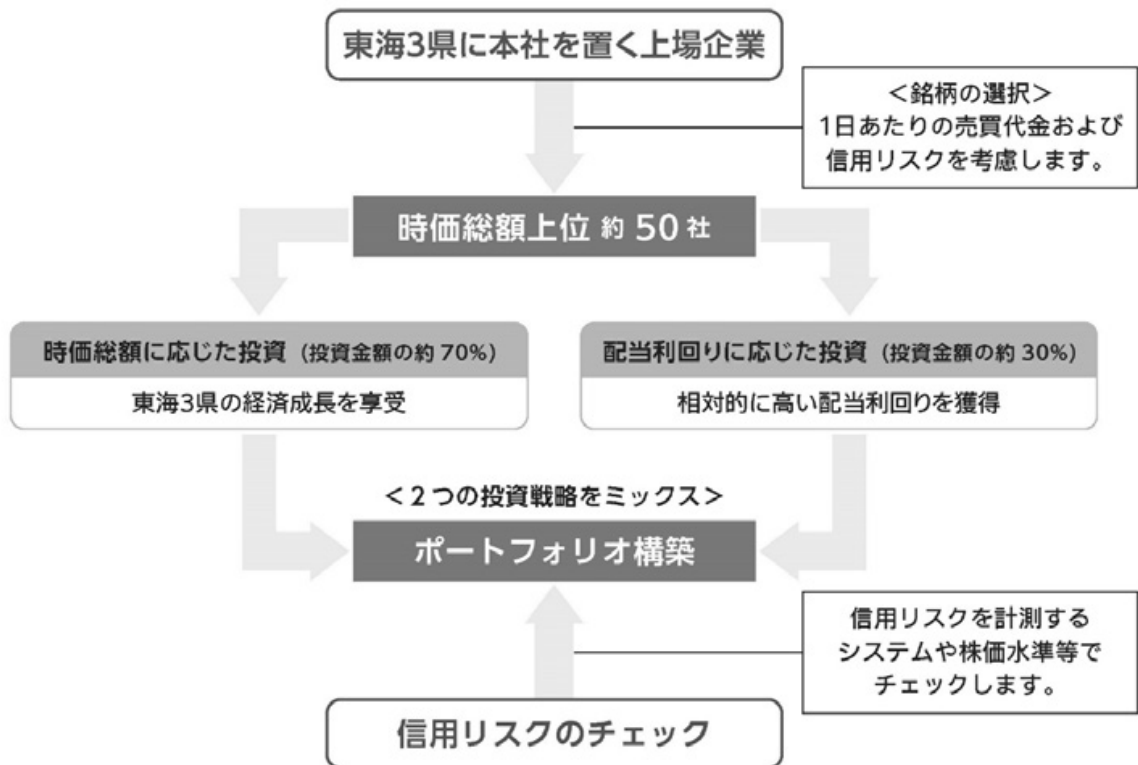 東海3県に本社を置く上場企業
＜銘柄の選択＞
1日あたりの売買代金および
信用リスクを考慮します。
時価総額上位 約 50 社
時価総額に応じた投資 (投資金額の約 70%)
東海3県の経済成長を享受
配当利回りに応じた投資 (投資金額の約 30%)
相対的に高い配当利回りを獲得
＜2つの投資戦略をミックス＞
ポートフォリオ構築
信用リスクを計測する
システムや株価水準等で
チェックします。
信用リスクのチェック